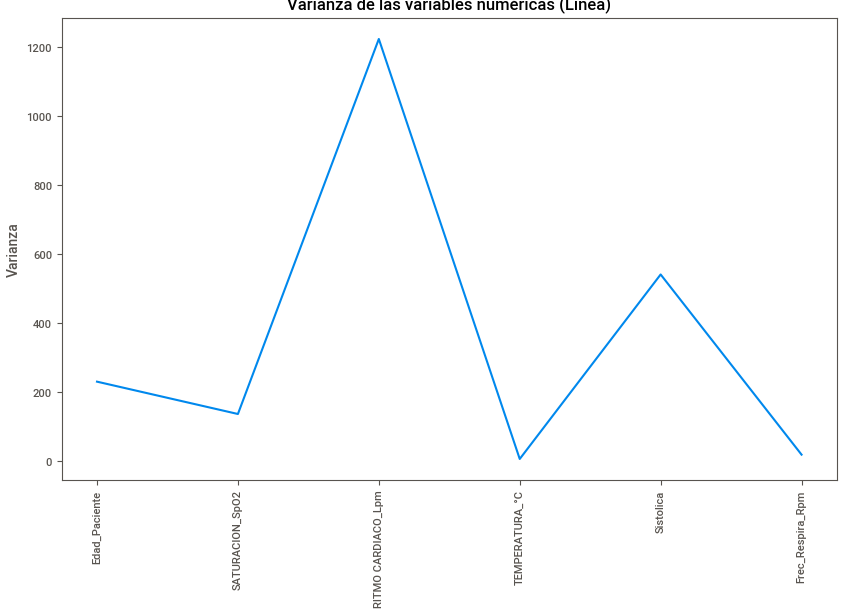 Varianza de las variables numéricas (Línea)
Varianza
1200
1000
800
600
400
200
0
Edad_Paciente
SATURACION_SpO2
RITMO CARDIACO_Lpm
TEMPERATURA_°C
Sistolica
Frec_Respira_Rpm